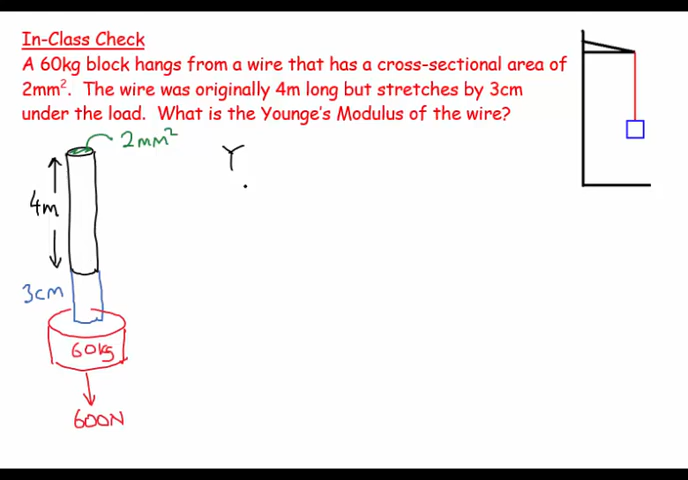 In-Class Check
A 60kg block hangs from a wire that has a cross-sectional area of
2mm². The wire was originally 4m long but stretches by 3cm
under the load. What is the Younge's Modulus of the wire?
2mm²
Y
4m
3cm
60kg
600N